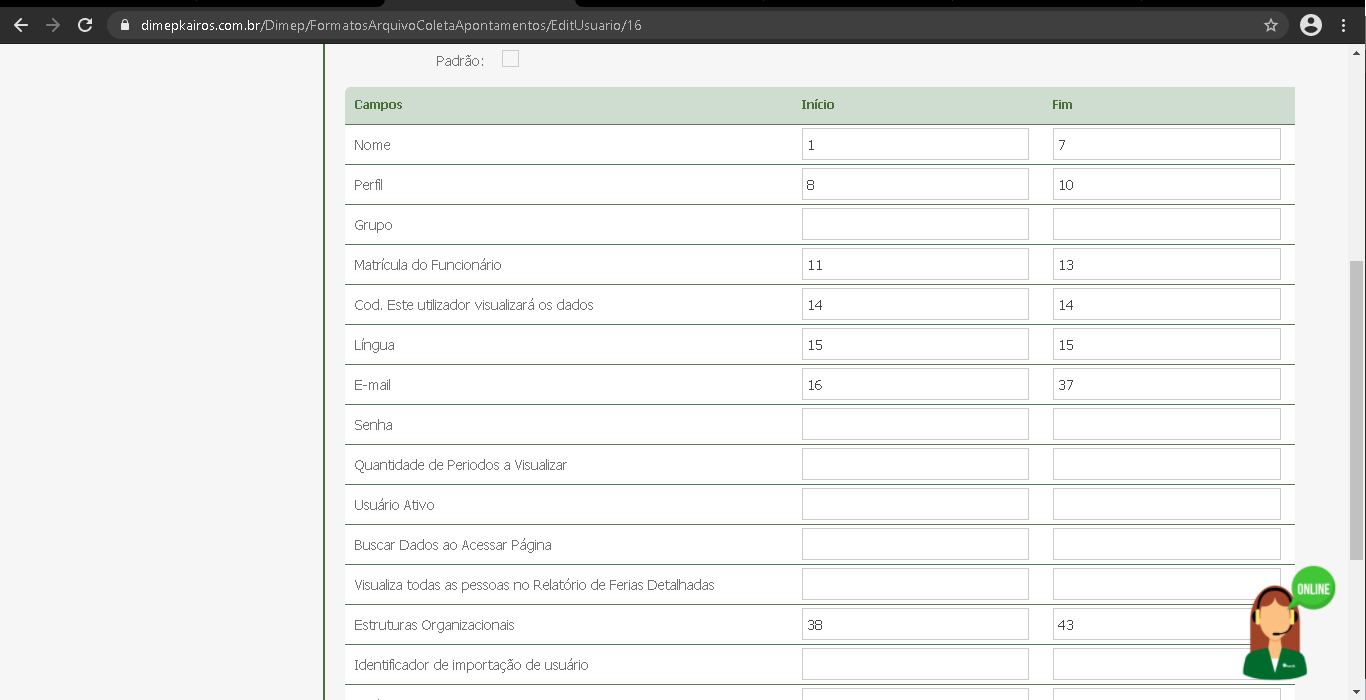 dimepkairos.com.br/Dimep/FormatosArquivoColetaApontamentos/EditUsuario/16
Padrão:
Campos Início Fim
Nome 1 7
Perfil 8 10
Grupo
Matrícula do Funcionário 11 13
Cod. Este utilizador visualizará os dados 14 14
Língua 15 15
E-mail 16 37
Senha
Quantidade de Periodos a Visualizar
Usuário Ativo
Buscar Dados ao Acessar Página
Visualiza todas as pessoas no Relatório de Ferias Detalhadas
ONLINE
Estruturas Organizacionais 38 43
Identificador de importação de usuário